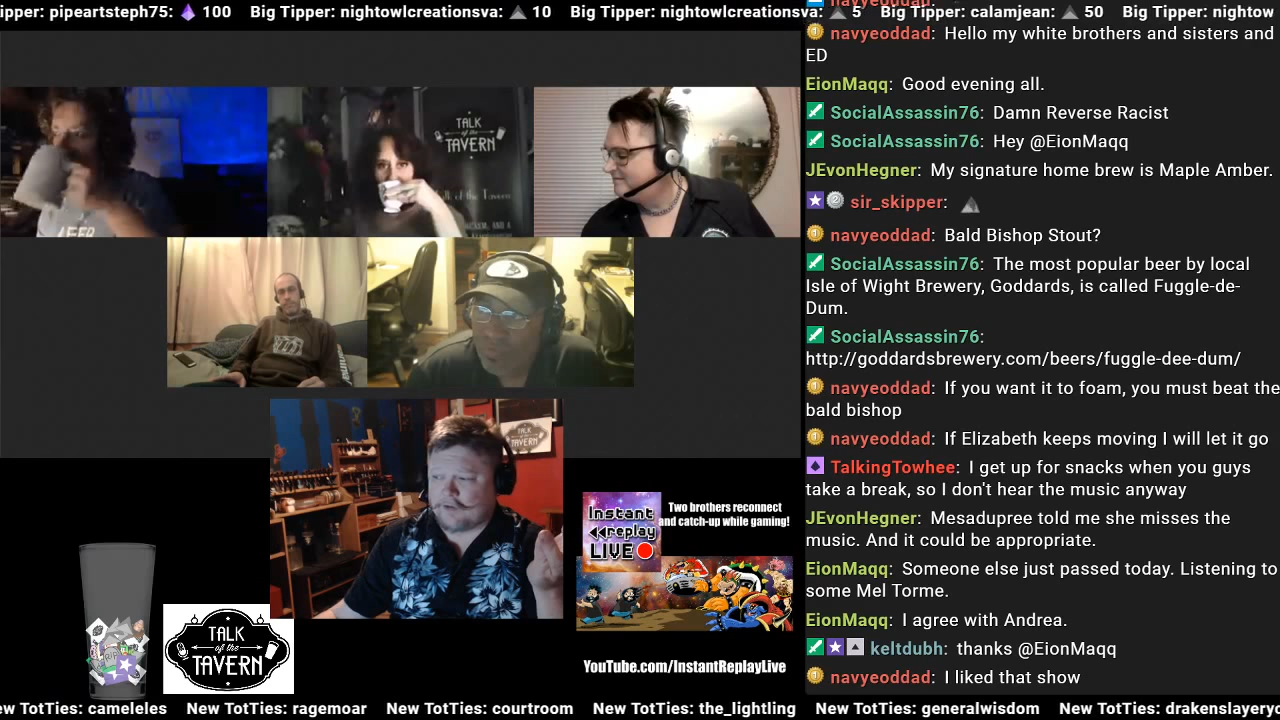 ipper: pipeartsteph75: 100 Big Tipper: nightowlcreationsva: 10 Big Tipper: nightowlcreationsva: 5 Big Tipper: calamjean: 50 Big Tipper: nightow
navyeoddad: Hello my white brothers and sisters and
ED
EionMaqq: Good evening all.
SocialAssassin76: Damn Reverse Racist
SocialAssassin76: Hey @EionMaqq
JEvonHegner: My signature home brew is Maple Amber.
sir_skipper:
navyeoddad: Bald Bishop Stout?
SocialAssassin76: The most popular beer by local
Isle of Wight Brewery, Goddards, is called Fuggle-de-
Dum.
SocialAssassin76:
http://goddardsbrewery.com/beers/fuggle-dee-dum/
navyeoddad: If you want it to foam, you must beat the
bald bishop
navyeoddad: If Elizabeth keeps moving I will let it go
TalkingTowhee: I get up for snacks when you guys
take a break, so I don't hear the music anyway
JEvonHegner: Mesadupree told me she misses the
music. And it could be appropriate.
EionMaqq: Someone else just passed today. Listening to
some Mel Torme.
EionMaqq: I agree with Andrea.
keltdubh: thanks @EionMaqq
navyeoddad: I liked that show
TALK
of the
TAVERN
TALK
of the
TAVERN
Instant
replay
LIVE
Two brothers reconnect
and catch-up while gaming!
TALK
of the
TAVERN
YouTube.com/InstantReplayLive
ew TotTies: cameleles New TotTies: ragemoar New TotTies: courtroom New TotTies: the_lightling New TotTies: generalwisdom New TotTies: drakenslayeryo